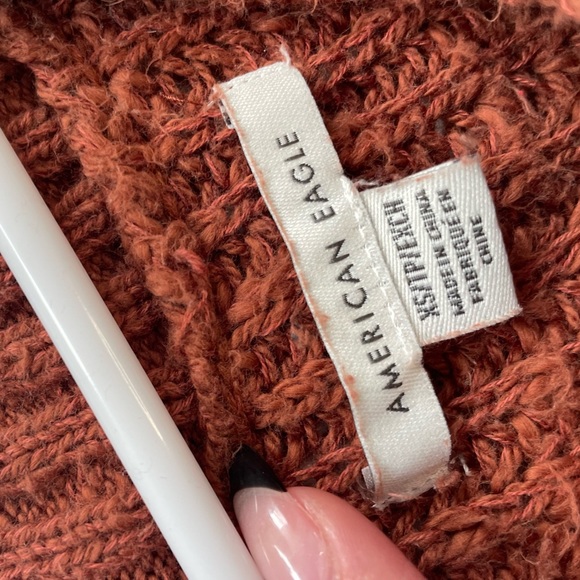 AMERICAN EAGLE
XS/TP/EXCH
MADE IN CHINA
FABRIQUE EN
CHINE